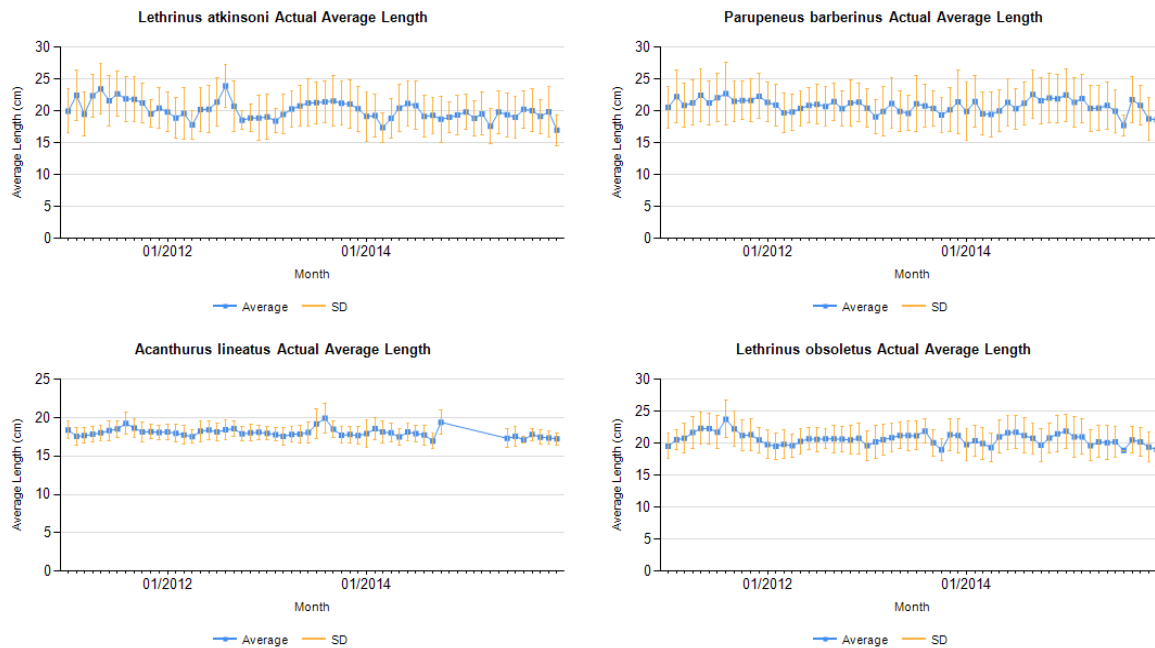 Lethrinus atkinsoni Actual Average Length
30
25
20
15
10
5
0
Average Length (cm)
01/2012
01/2014
Month
Average
SD
Parupeneus barberinus Actual Average Length
30
25
20
15
10
5
0
Average Length (cm)
01/2012
01/2014
Month
Average
SD
Acanthurus lineatus Actual Average Length
25
20
15
10
5
0
Average Length (cm)
01/2012
01/2014
Month
Average
SD
Lethrinus obsoletus Actual Average Length
30
25
20
15
10
5
0
Average Length (cm)
01/2012
01/2014
Month
Average
SD